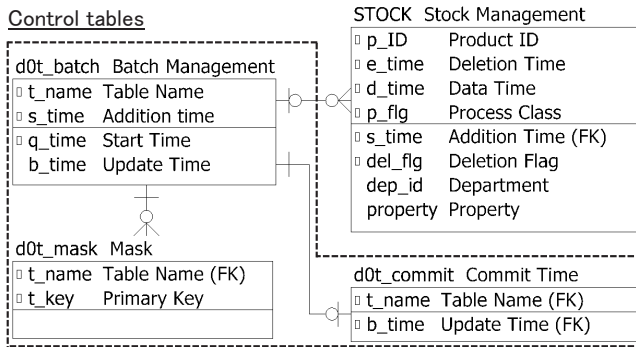 Control tables
STOCK Stock Management
p_ID Product ID
e_time Deletion Time
d_time Data Time
p_flg Process Class
s_time Addition Time (FK)
del_flg Deletion Flag
dep_id Department
property Property
d0t_batch Batch Management
t_name Table Name
s_time Addition time
q_time Start Time
b_time Update Time
d0t_mask Mask
t_name Table Name (FK)
t_key Primary Key
d0t_commit Commit Time
t_name Table Name (FK)
b_time Update Time (FK)